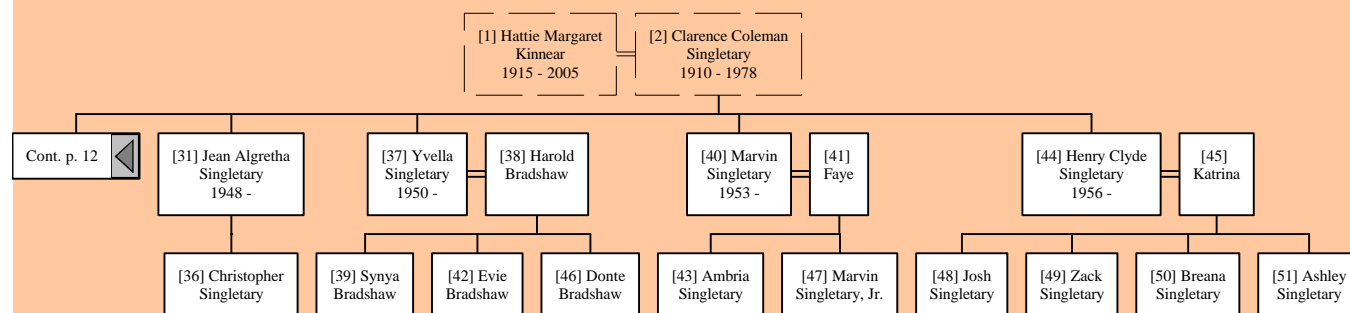 [1] Hattie Margaret
Kinnear
1915 - 2005
[2] Clarence Coleman
Singletary
1910 - 1978
Cont. p. 12
[31] Jean Algretha
Singletary
1948 -
[37] Yvella
Singletary
1950 -
[38] Harold
Bradshaw
[40] Marvin
Singletary
1953 -
[41]
Faye
[44] Henry Clyde
Singletary
1956 -
[45]
Katrina
[36] Christopher
Singletary
[39] Synya
Bradshaw
[42] Evie
Bradshaw
[46] Donte
Bradshaw
[43] Ambria
Singletary
[47] Marvin
Singletary, Jr.
[48] Josh
Singletary
[49] Zack
Singletary
[50] Breana
Singletary
[51] Ashley
Singletary